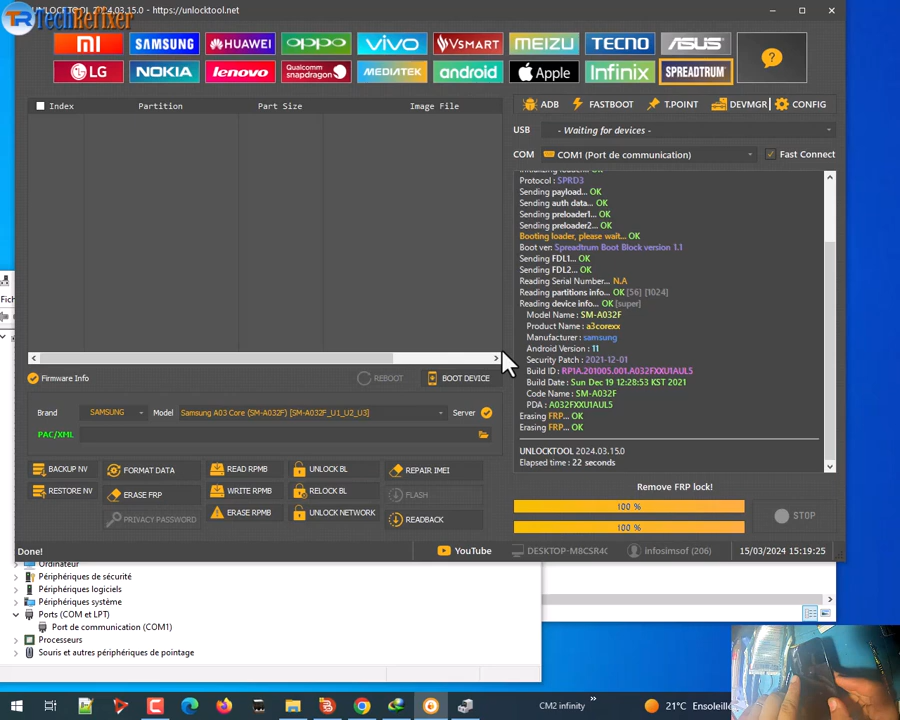 TR TechRefixer
UNLOCKTOOL 2024.03.15.0 - https://unlocktool.net
MI SAMSUNG HUAWEI OPPO VIVO VSMART MEIZU TECNO ASUS
LG NOKIA lenovo Qualcomm snapdragon MEDIATEK android Apple Infinix SPREADTRUM ?
Index Partition Part Size Image File
ADB FASTBOOT T.POINT DEVMGR CONFIG
USB - Waiting for devices -
COM COM1 (Port de communication) Fast Connect
Protocol : SPRD3
Sending payload... OK
Sending auth data... OK
Sending preloader1... OK
Sending preloader2... OK
Booting loader, please wait... OK
Boot ver: Spreadtrum Boot Block version 1.1
Sending FDL1... OK
Sending FDL2... OK
Reading Serial Number... N.A
Reading partitions info... OK [56] [1024]
Reading device info... OK [super]
Model Name : SM-A032F
Product Name : a3corexx
Manufacturer : samsung
Android Version : 11
Security Patch : 2021-12-01
Build ID : RP1A.201005.001.A032FXXU1AUL5
Build Date : Sun Dec 19 12:28:53 KST 2021
Code Name : SM-A032F
PDA : A032FXXU1AUL5
Erasing FRP... OK
Erasing FRP... OK
UNLOCKTOOL 2024.03.15.0
Elapsed time : 22 seconds
Firmware Info REBOOT BOOT DEVICE
Brand SAMSUNG Model Samsung A03 Core (SM-A032F) [SM-A032F_U1_U2_U3] Server
PAC/XML
BACKUP NV FORMAT DATA READ RPMB UNLOCK BL REPAIR IMEI
RESTORE NV ERASE FRP WRITE RPMB RELOCK BL FLASH
PRIVACY PASSWORD ERASE RPMB UNLOCK NETWORK READBACK
Remove FRP lock!
100 %
100 %
STOP
Done! YouTube DESKTOP-M8CSR4C infosimsof (206) 15/03/2024 15:19:25
Fich
Ordinateur
Périphériques de sécurité
Périphériques logiciels
Périphériques système
Ports (COM et LPT)
Port de communication (COM1)
Processeurs
Souris et autres périphériques de pointage
CM2 infinity » 21°C Ensoleillé